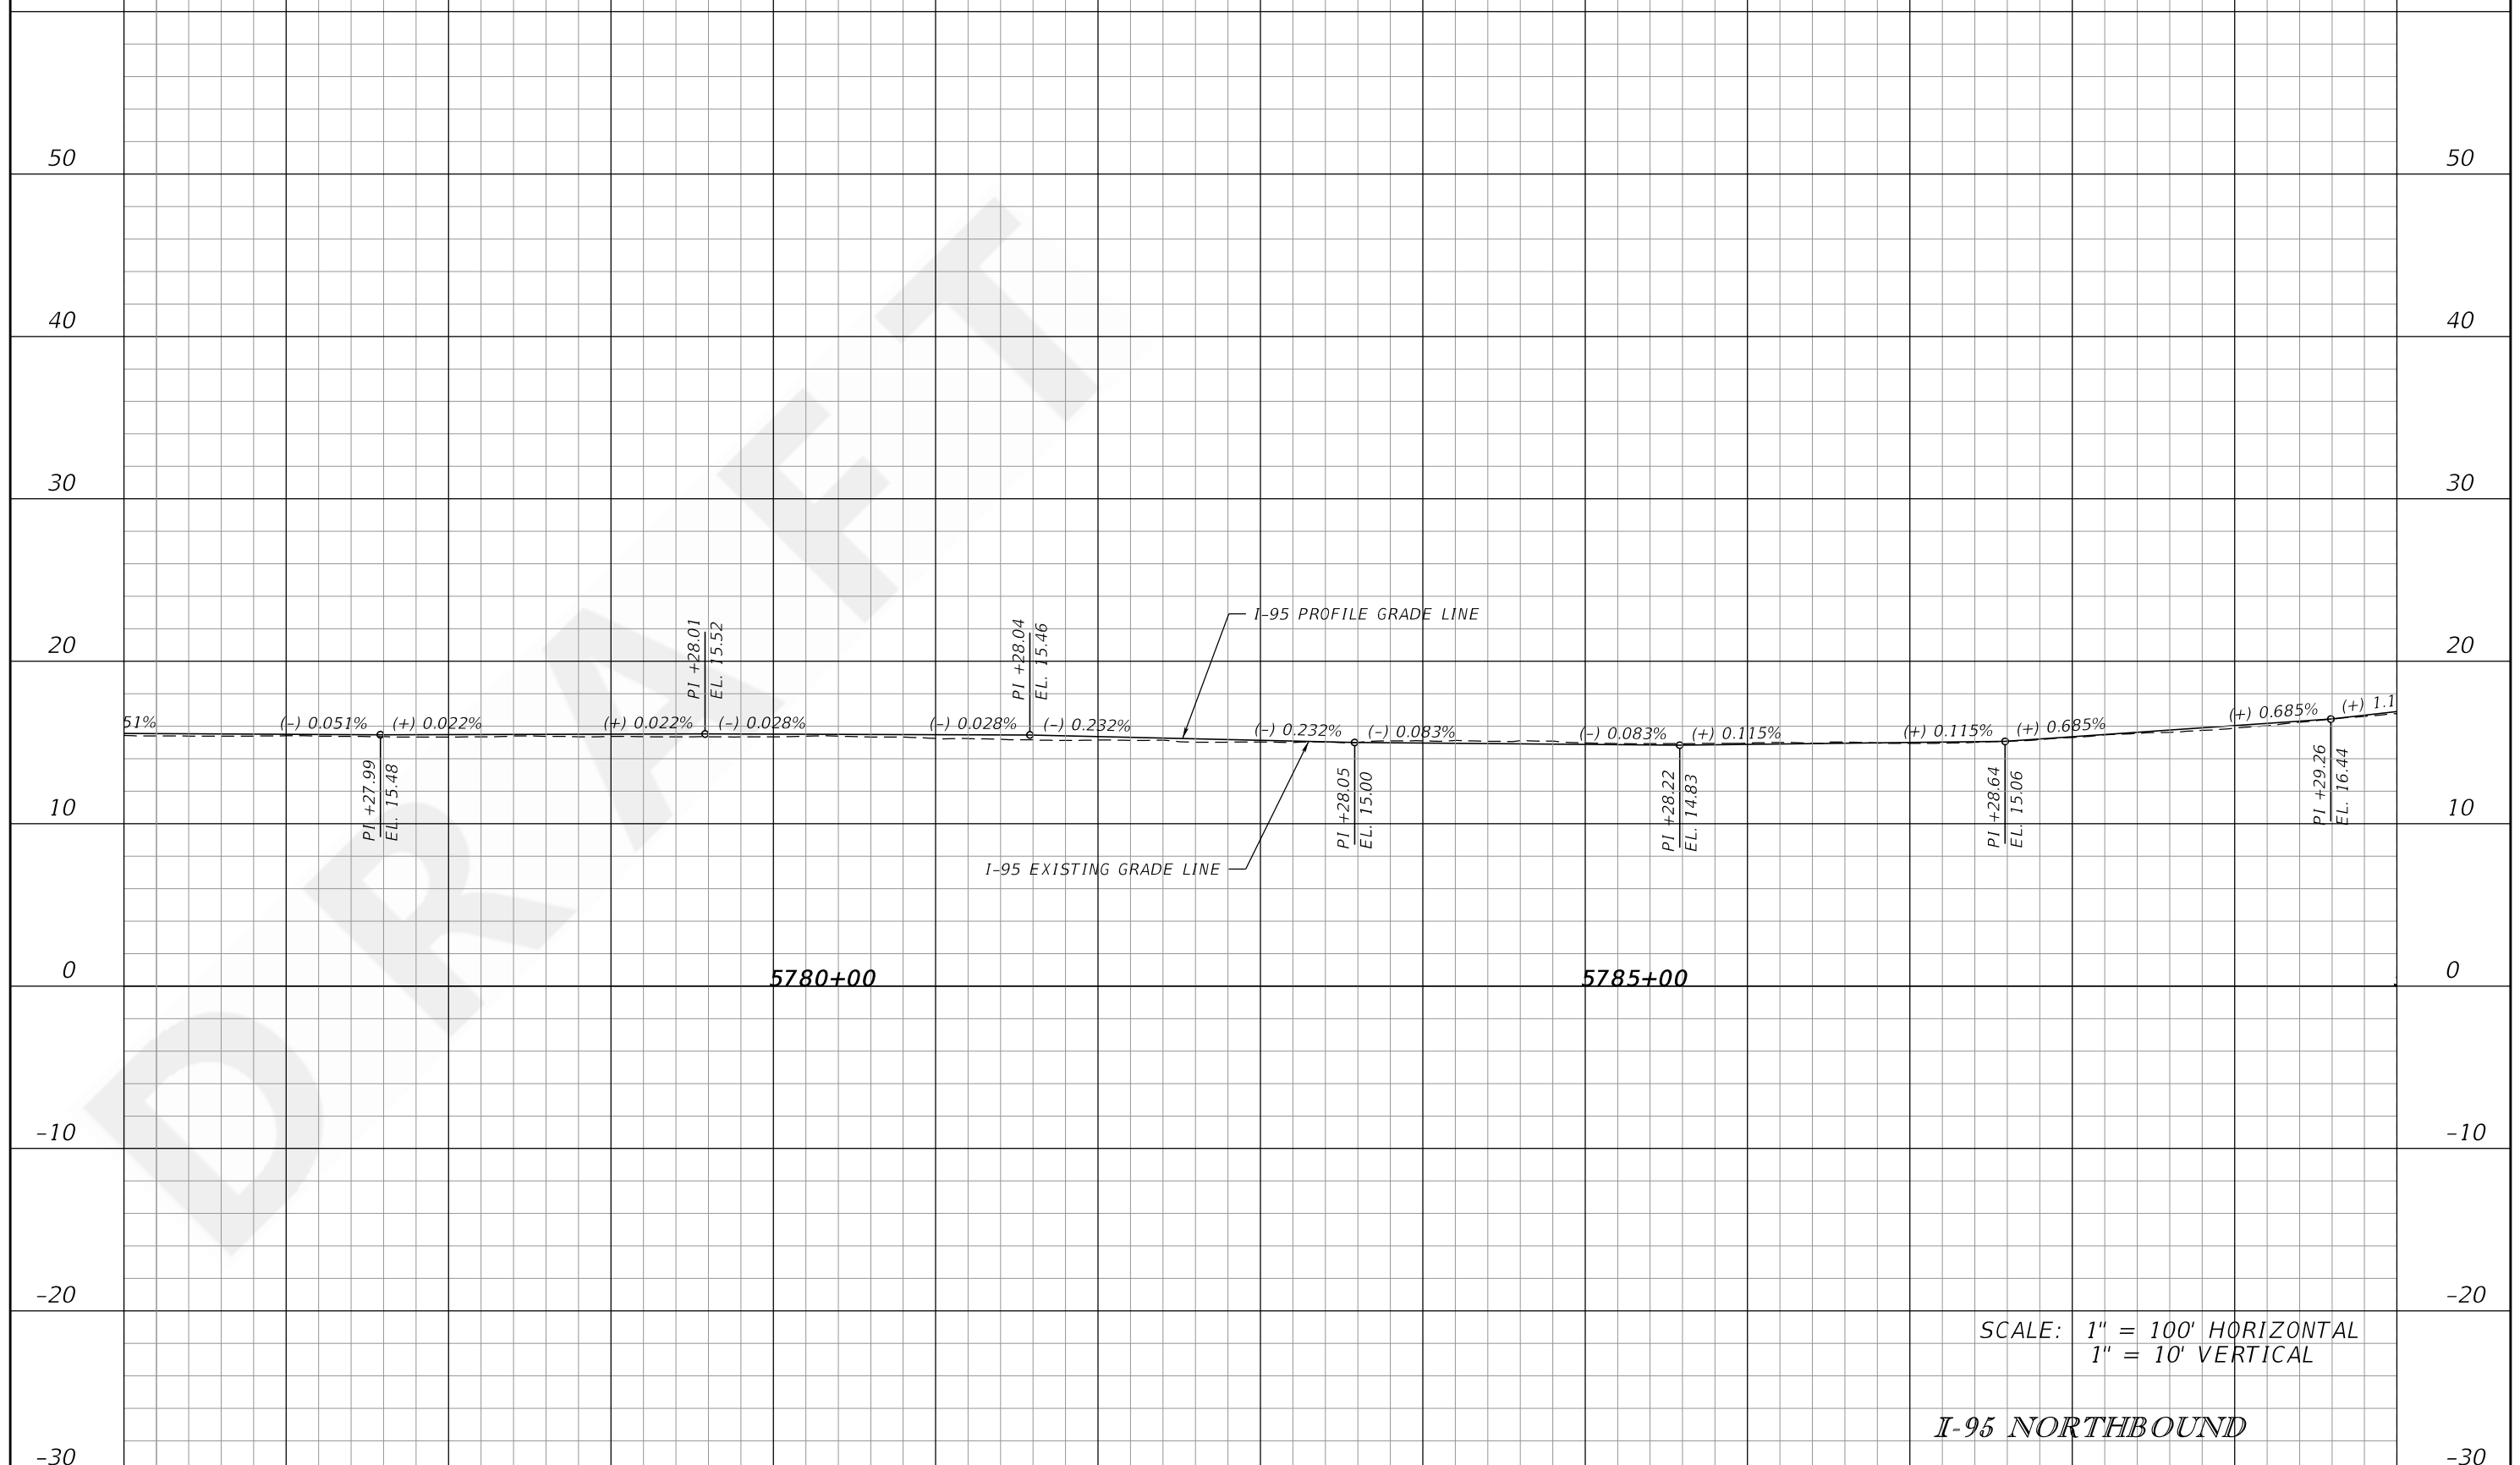 50
50
40
40
30
30
PI +28.01
EL. 15.52
PI +28.04
EL. 15.46
I-95 PROFILE GRADE LINE
20
20
51%
(-) 0.051%
(+) 0.022%
(+) 0.022%
(-) 0.028%
(-) 0.028%
(-) 0.232%
(-) 0.232%
(-) 0.083%
(-) 0.083%
(+) 0.115%
(+) 0.115%
(+) 0.685%
(+) 0.685%
(+) 1.1
PI +27.99
EL. 15.48
PI +28.05
EL. 15.00
PI +28.22
EL. 14.83
PI +28.64
EL. 15.06
PI +29.26
EL. 16.44
10
10
I-95 EXISTING GRADE LINE
0
5780+00
5785+00
0
-10
-10
-20
-20
SCALE: 1" = 100' HORIZONTAL
1" = 10' VERTICAL
I-95 NORTHBOUND
-30
-30
DRAFT